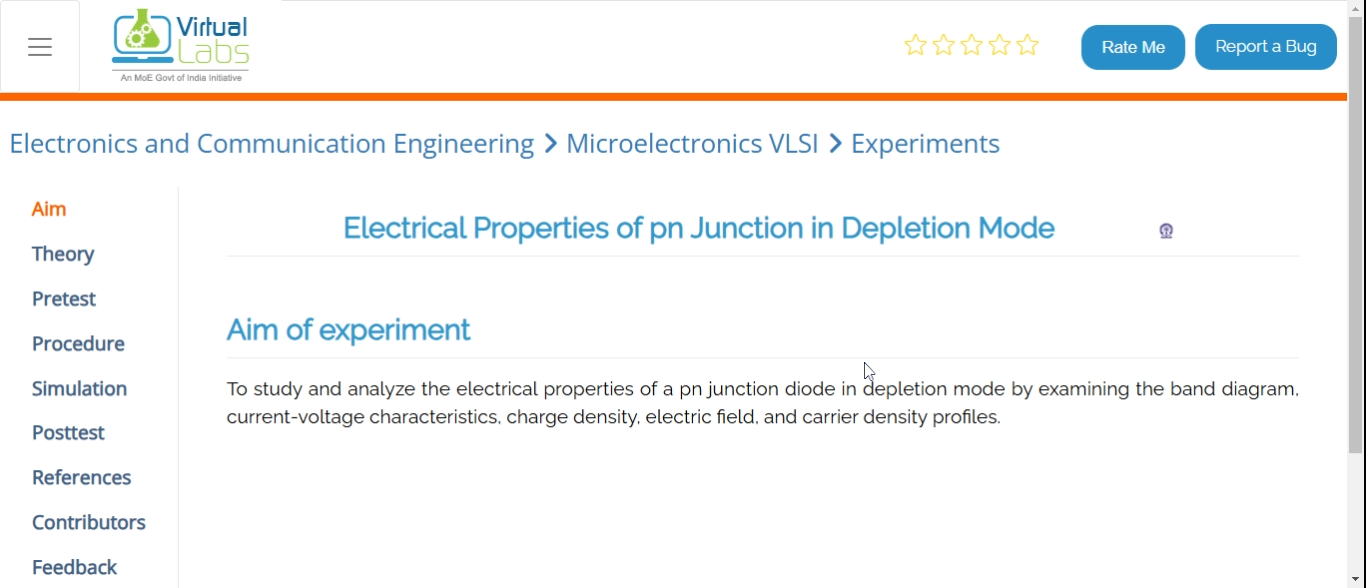 Virtual
Labs
An MoE Govt of India Initiative
Rate Me
Report a Bug
Electronics and Communication Engineering > Microelectronics VLSI > Experiments
Aim
Theory
Pretest
Procedure
Simulation
Posttest
References
Contributors
Feedback
Electrical Properties of pn Junction in Depletion Mode
Aim of experiment
To study and analyze the electrical properties of a pn junction diode in depletion mode by examining the band diagram,
current-voltage characteristics, charge density, electric field, and carrier density profiles.